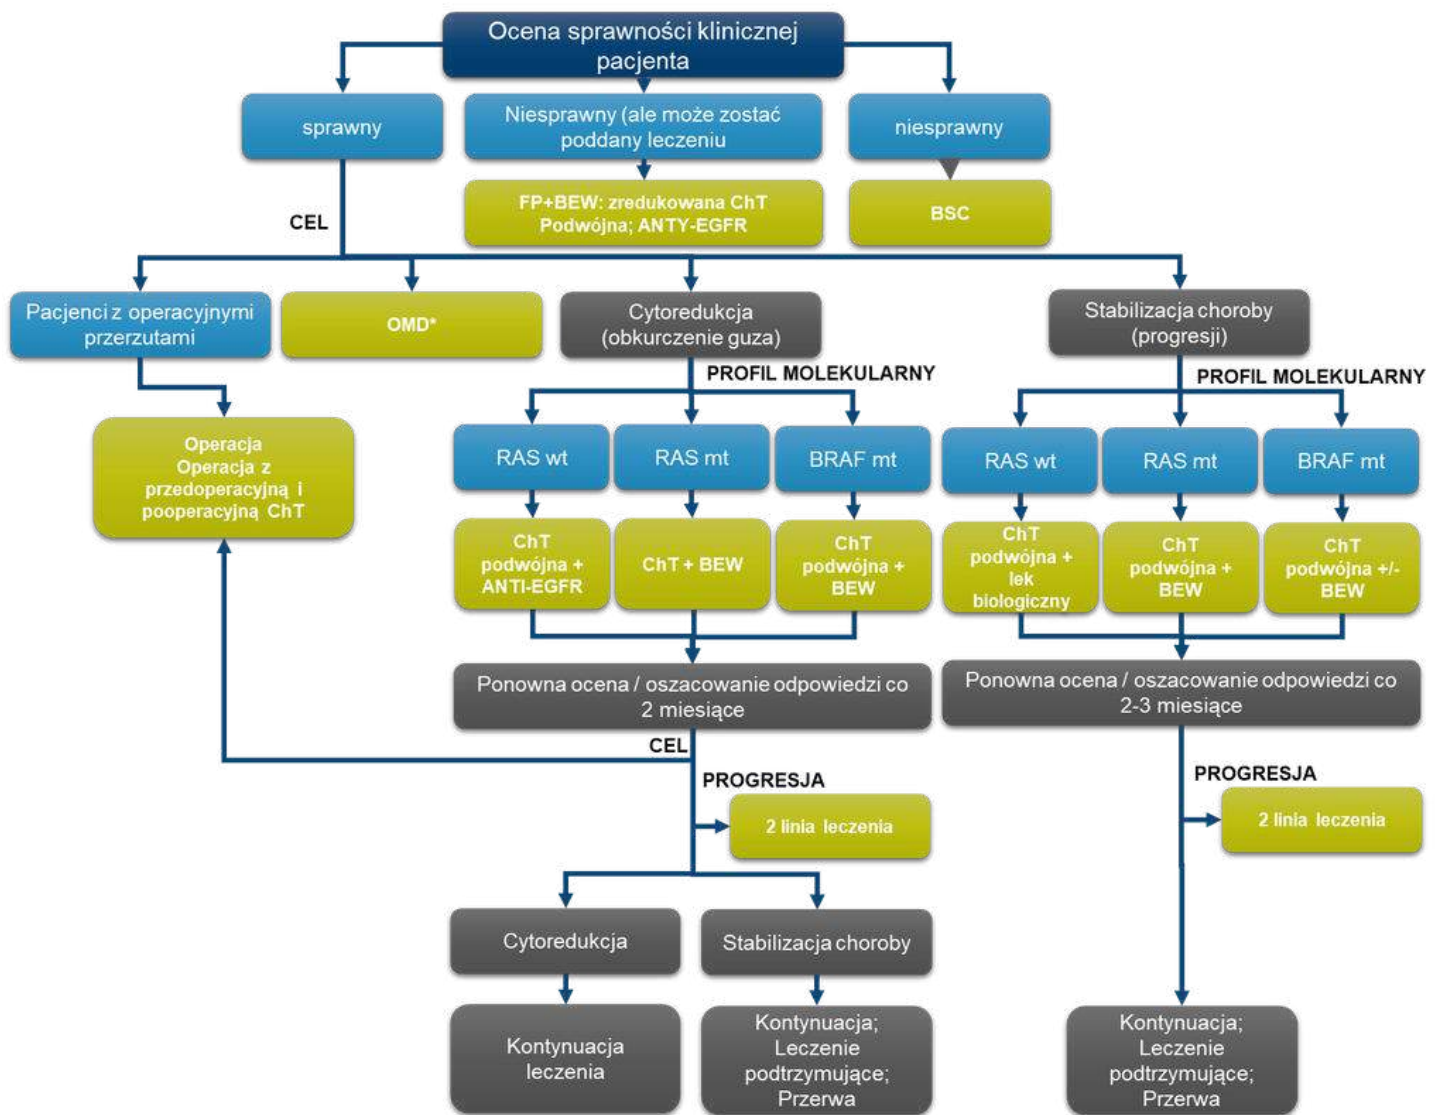 Ocena sprawności klinicznej
pacjenta
sprawny
Niesprawny (ale może zostać
poddany leczeniu
niesprawny
FP+BEW: zredukowana ChT
Podwójna; ANTY-EGFR
BSC
CEL
Pacjenci z operacyjnymi
przerzutami
OMD*
Cytoredukcja
(obkurczenie guza)
Stabilizacja choroby
(progresji)
PROFIL MOLEKULARNY
PROFIL MOLEKULARNY
Operacja
Operacja z
przedoperacyjną i
pooperacyjną ChT
RAS wt
RAS mt
BRAF mt
RAS wt
RAS mt
BRAF mt
ChT
podwójna +
ANTI-EGFR
ChT + BEW
ChT
podwójna +
BEW
ChT
podwójna +
lek
biologiczny
ChT
podwójna +
BEW
ChT
podwójna +/-
BEW
Ponowna ocena / oszacowanie odpowiedzi co
2 miesiące
Ponowna ocena / oszacowanie odpowiedzi co
2-3 miesiące
CEL
PROGRESJA
PROGRESJA
2 linia leczenia
2 linia leczenia
Cytoredukcja
Stabilizacja choroby
Kontynuacja
leczenia
Kontynuacja;
Leczenie
podtrzymujące;
Przerwa
Kontynuacja;
Leczenie
podtrzymujące;
Przerwa